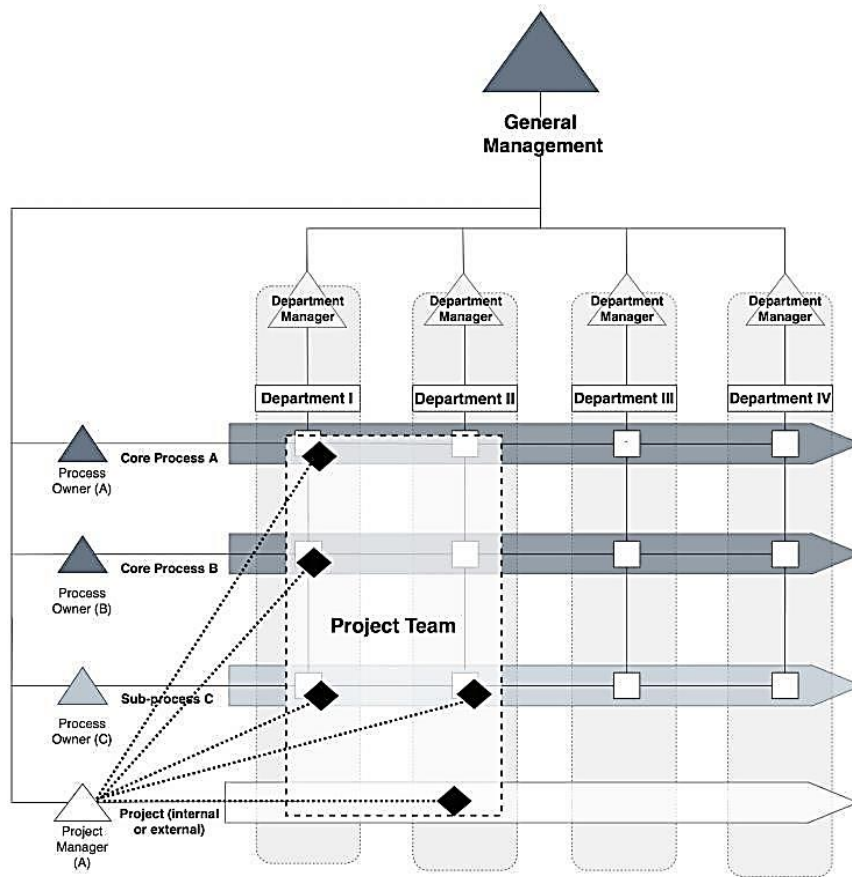 General
Management
Department
Manager
Department
Manager
Department
Manager
Department
Manager
Department I
Department II
Department III
Department IV
Core Process A
Process
Owner (A)
Core Process B
Process
Owner (B)
Project Team
Sub-process C
Process
Owner (C)
Project (internal
or external)
Project
Manager
(A)